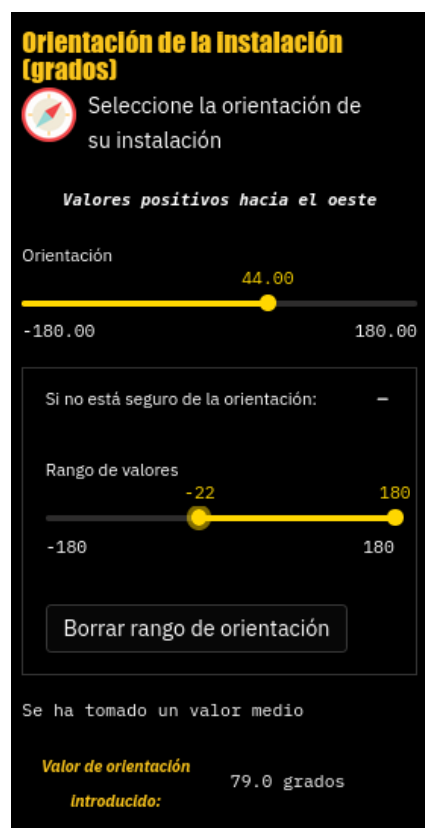 Orientación de la Instalación
(grados)
Seleccione la orientación de
su instalación
Valores positivos hacia el oeste
Orientación
44.00
-180.00 180.00
Si no está seguro de la orientación: −
Rango de valores
-22 180
-180 180
Borrar rango de orientación
Se ha tomado un valor medio
Valor de orientación
introducido:
79.0 grados